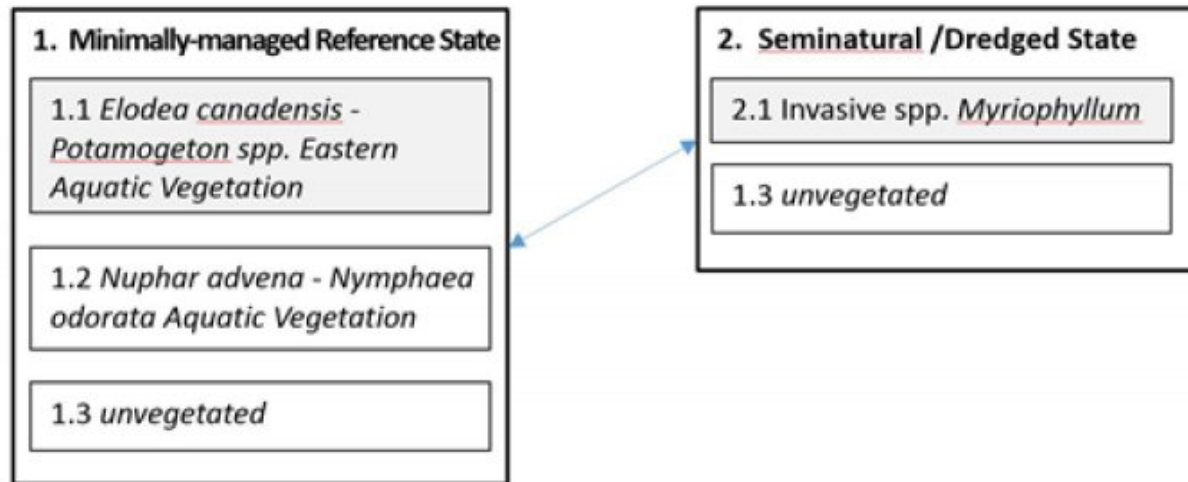 1. Minimally-managed Reference State
1.1 Elodea canadensis -
Potamogeton spp. Eastern
Aquatic Vegetation
1.2 Nuphar advena - Nymphaea
odorata Aquatic Vegetation
1.3 unvegetated
2. Seminatural /Dredged State
2.1 Invasive spp. Myriophyllum
1.3 unvegetated